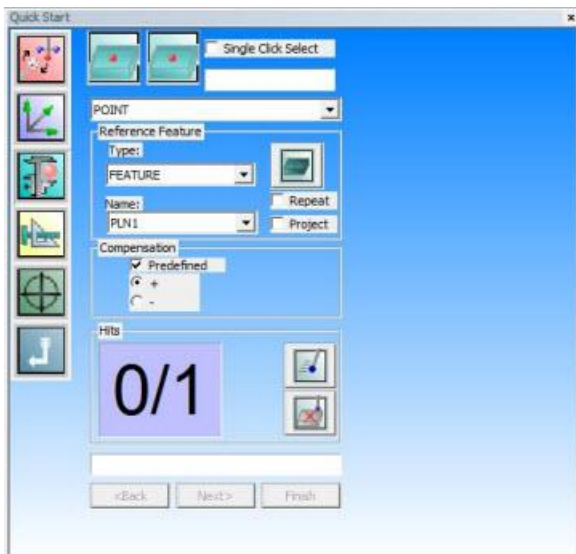 Quick Start
Single Click Select
POINT
Reference Feature
Type:
FEATURE
Repeat
Name:
PLN1
Project
Compensation
Predefined
+
-
Hits
0/1
<Back
Next>
Finish